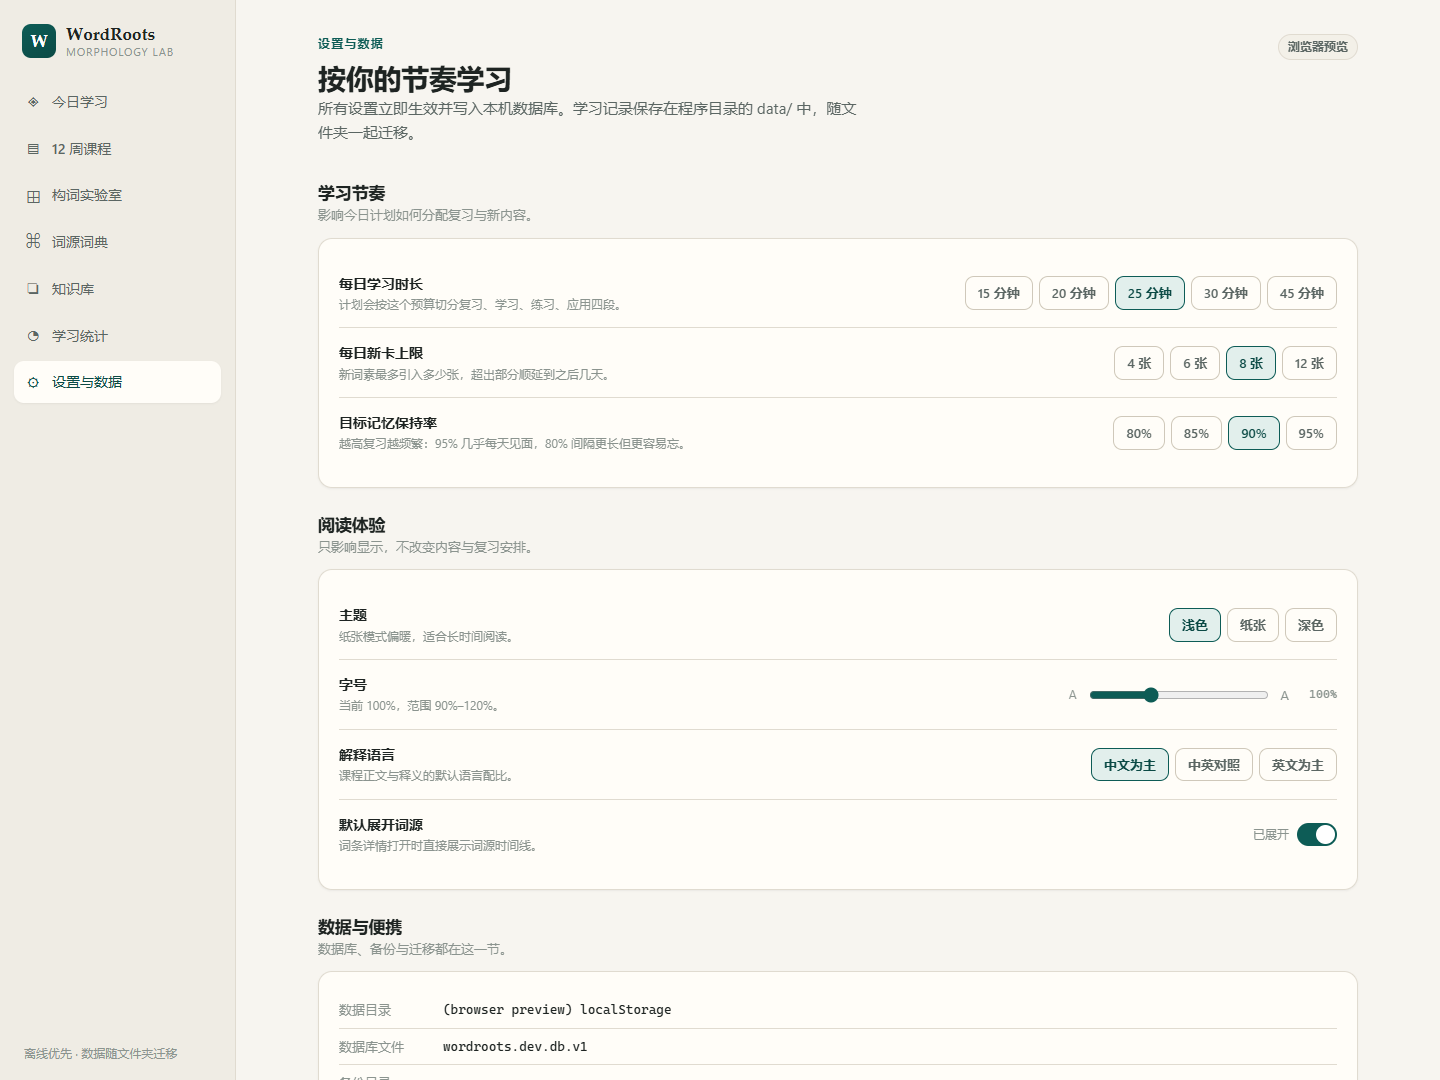 W
WordRoots
MORPHOLOGY LAB
今日学习
12 周课程
构词实验室
词源词典
知识库
学习统计
设置与数据
离线优先 · 数据随文件夹迁移
设置与数据
浏览器预览
按你的节奏学习
所有设置立即生效并写入本机数据库。学习记录保存在程序目录的 data/ 中，随文
件夹一起迁移。
学习节奏
影响今日计划如何分配复习与新内容。
每日学习时长
计划会按这个预算切分复习、学习、练习、应用四段。
15 分钟 20 分钟 25 分钟 30 分钟 45 分钟
每日新卡上限
新词素最多引入多少张，超出部分顺延到之后几天。
4 张 6 张 8 张 12 张
目标记忆保持率
越高复习越频繁：95% 几乎每天见面，80% 间隔更长但更容易忘。
80% 85% 90% 95%
阅读体验
只影响显示，不改变内容与复习安排。
主题
纸张模式偏暖，适合长时间阅读。
浅色 纸张 深色
字号
当前 100%，范围 90%–120%。
A A 100%
解释语言
课程正文与释义的默认语言配比。
中文为主 中英对照 英文为主
默认展开词源
词条详情打开时直接展示词源时间线。
已展开
数据与便携
数据库、备份与迁移都在这一节。
数据目录 (browser preview) localStorage
数据库文件 wordroots.dev.db.v1